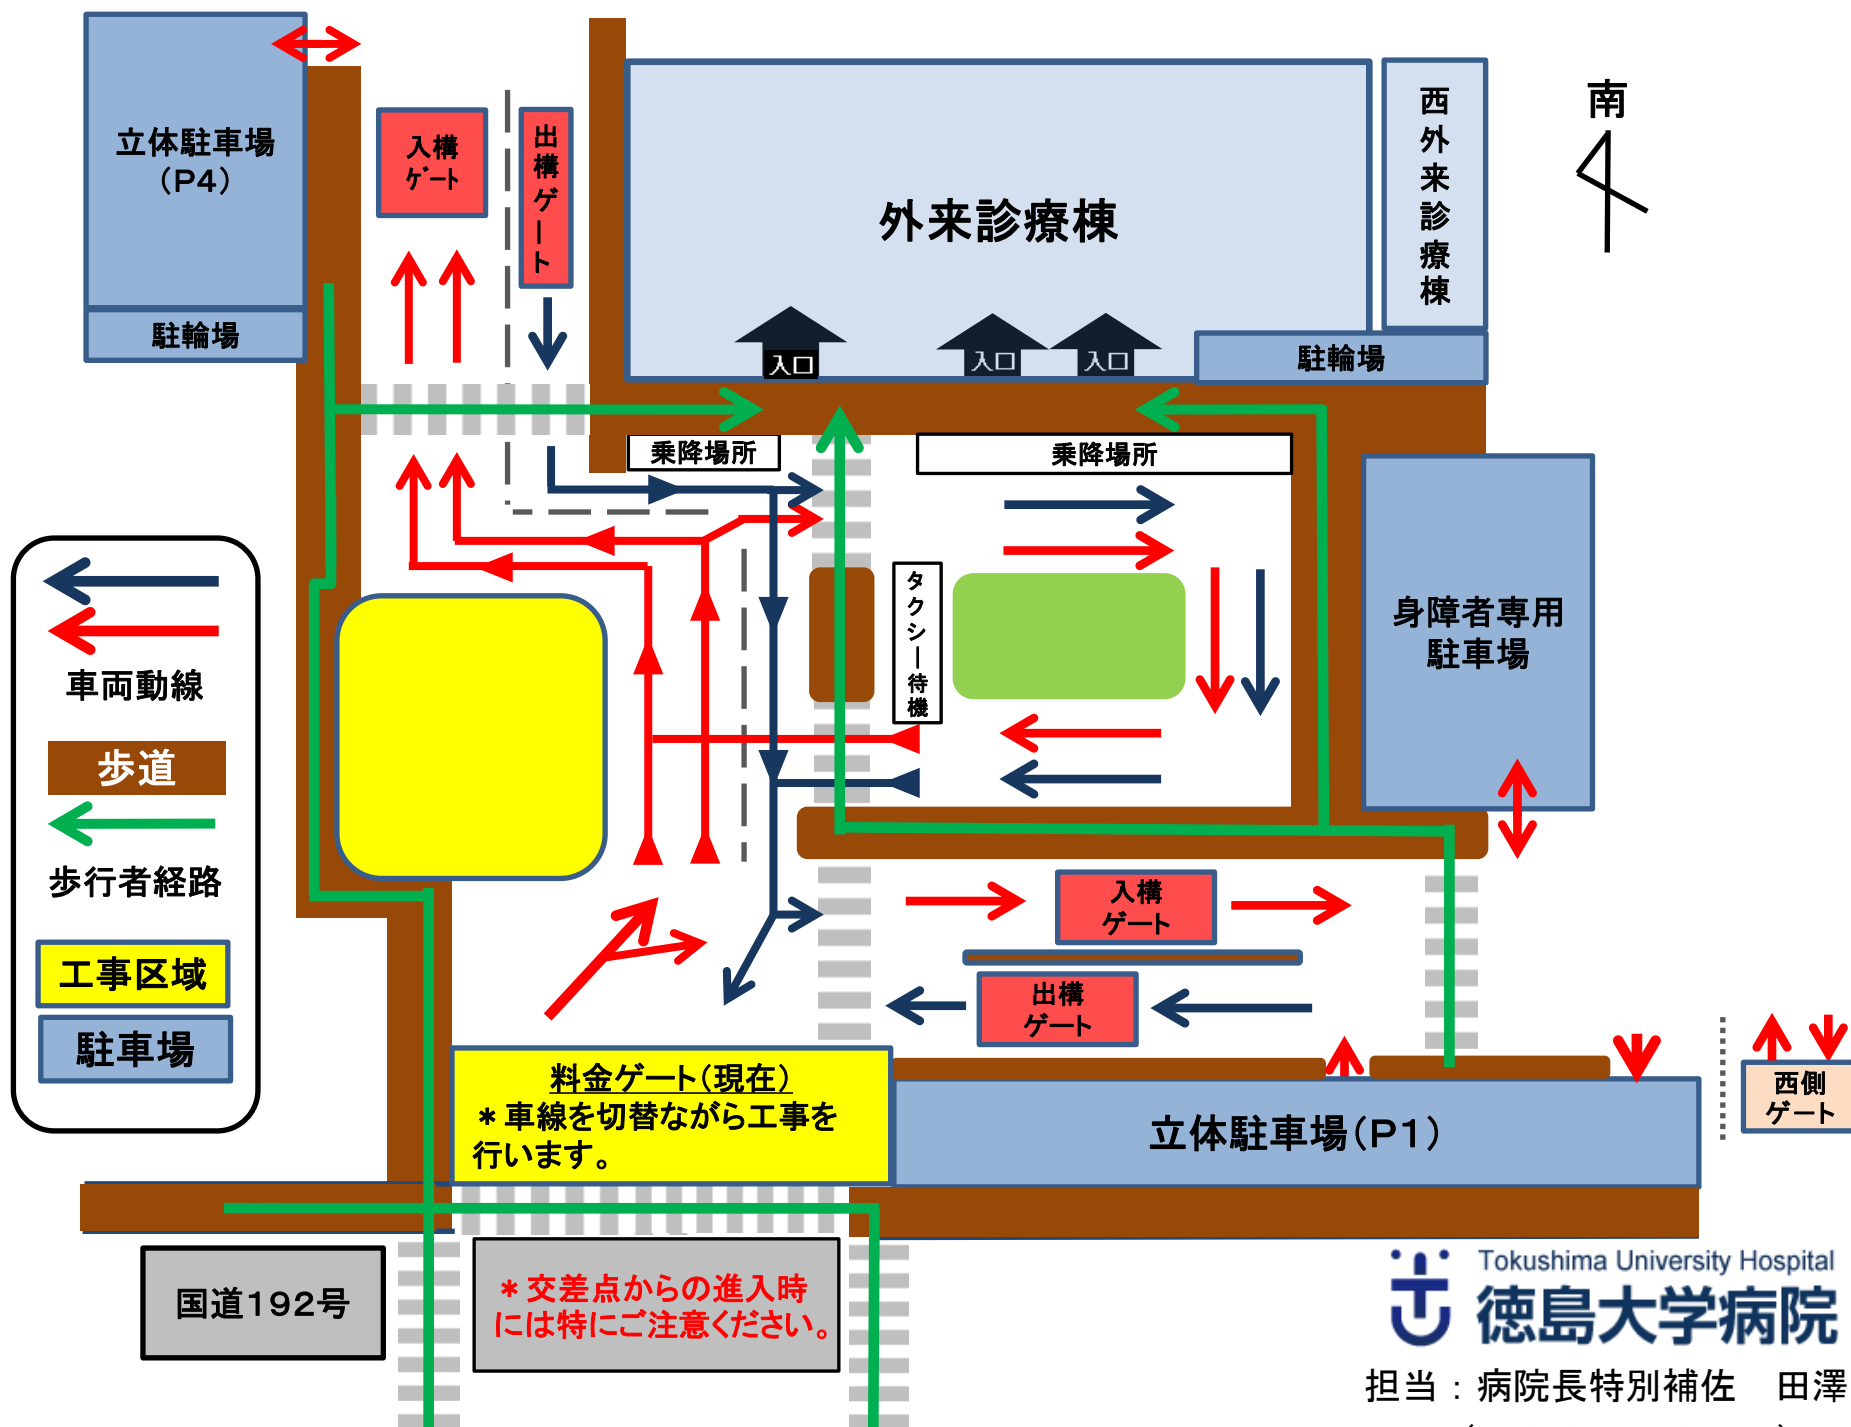 立体駐車場
(P4)
駐輪場
入構
ゲート
出構ゲート
外来診療棟
入口
入口
入口
西外来診療棟
駐輪場
南
乗降場所
乗降場所
タクシー待機
身障者専用
駐車場
車両動線
歩道
歩行者経路
工事区域
駐車場
入構
ゲート
出構
ゲート
料金ゲート(現在)
*車線を切替ながら工事を
行います。
立体駐車場(P1)
西側
ゲート
国道192号
*交差点からの進入時
には特にご注意ください。
Tokushima University Hospital
徳島大学病院
担当:病院長特別補佐 田澤